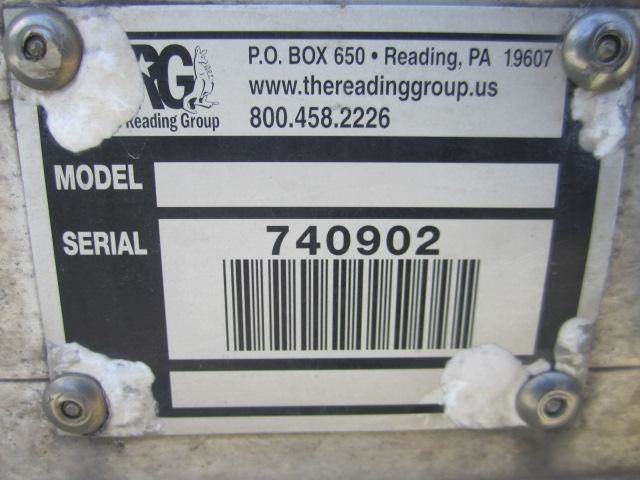 RG
P.O. BOX 650 • Reading, PA 19607
www.thereadinggroup.us
Reading Group
800.458.2226
MODEL
SERIAL 740902